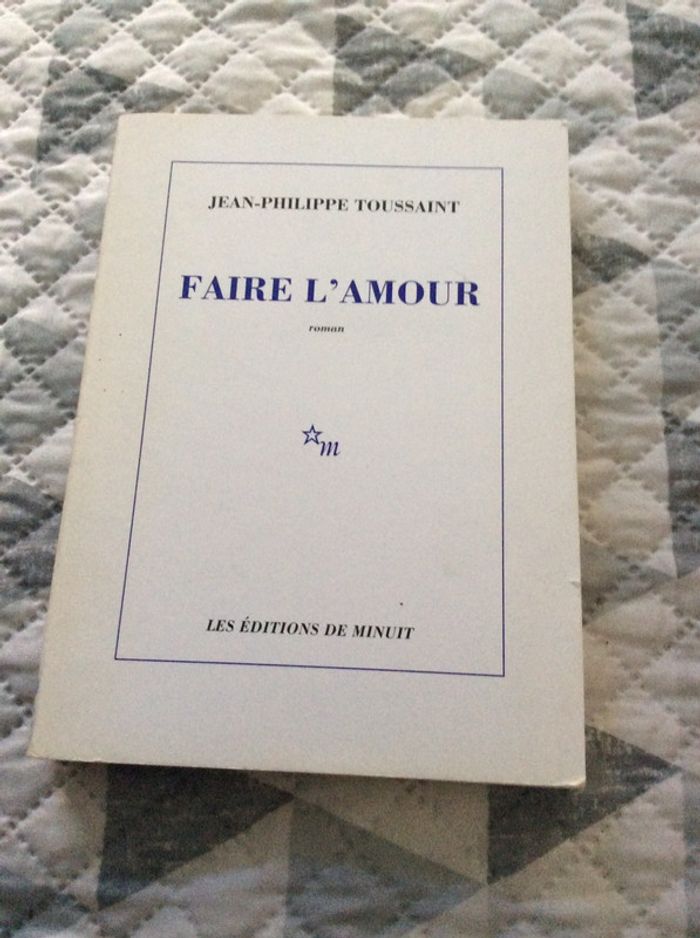 JEAN-PHILIPPE TOUSSAINT
FAIRE L'AMOUR
roman
m
LES ÉDITIONS DE MINUIT